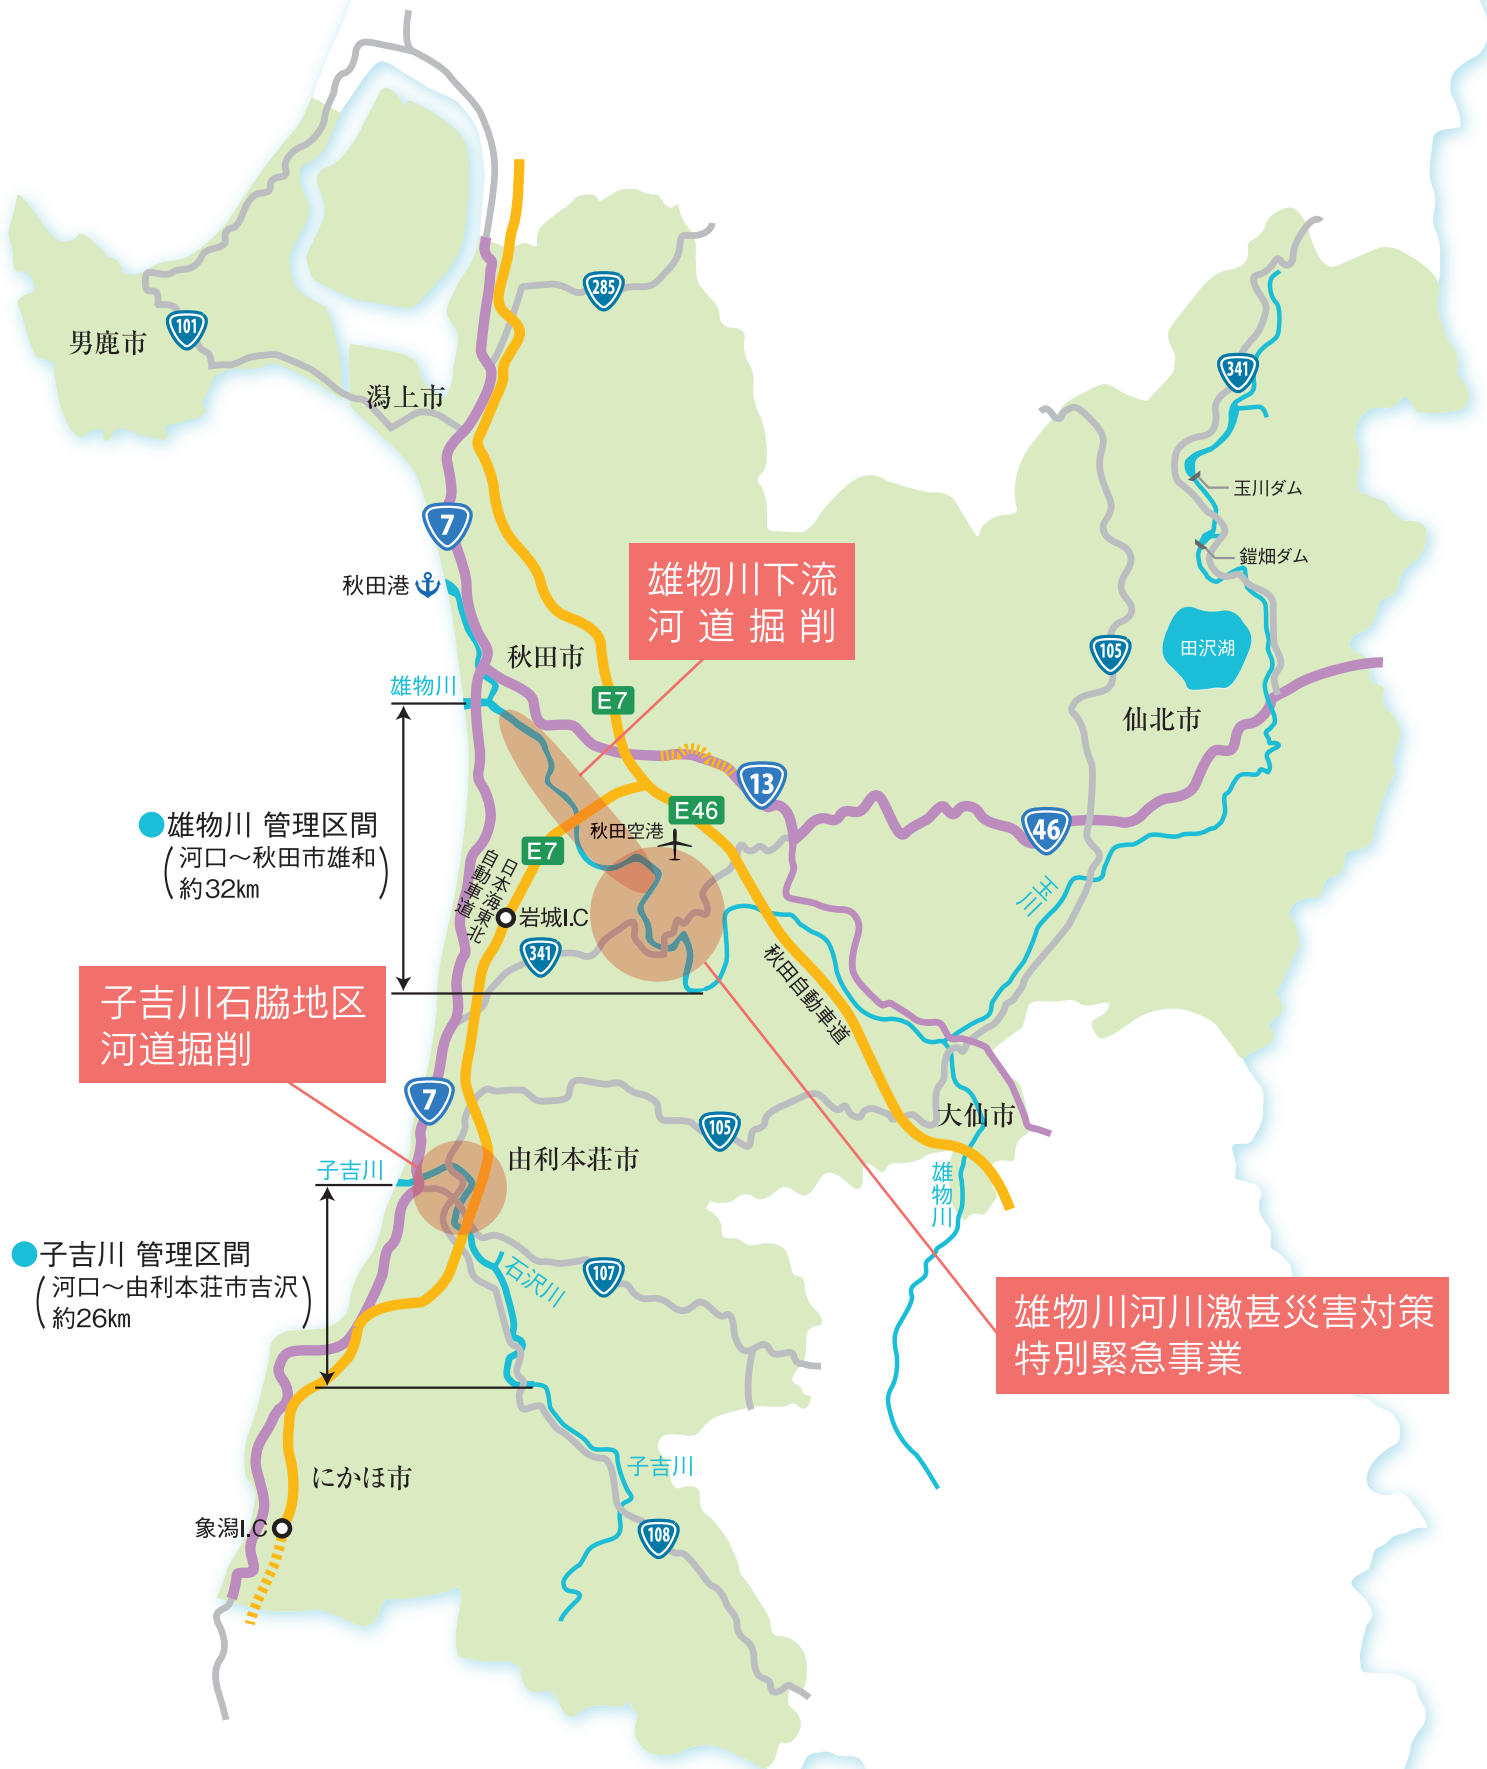 285
男鹿市
101
潟上市
341
玉川ダム
7
鎧畑ダム
秋田港
雄物川下流
河道掘削
秋田市
105
田沢湖
雄物川
E7
仙北市
13
E46
雄物川 管理区間
(河口～秋田市雄和
約32km)
秋田空港
46
E7
日本海東北
自動車道
玉川
岩城I.C
341
秋田自動車道
子吉川石脇地区
河道掘削
7
105
大仙市
由利本荘市
子吉川
雄物川
子吉川 管理区間
(河口～由利本荘市吉沢
約26km)
石沢川
107
雄物川河川激甚災害対策
特別緊急事業
にかほ市
子吉川
象潟I.C
108